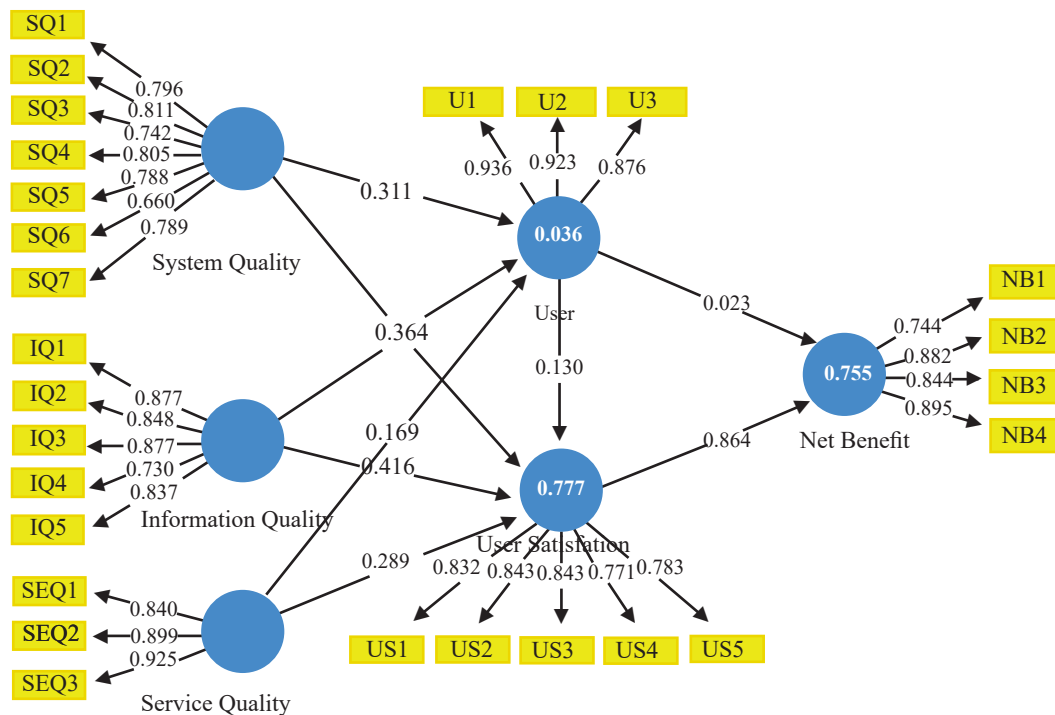 SQ1
SQ2
SQ3
SQ4
SQ5
SQ6
SQ7
0.796
0.811
0.742
0.805
0.788
0.660
0.789
System Quality
IQ1
IQ2
IQ3
IQ4
IQ5
0.877
0.848
0.877
0.730
0.837
Information Quality
SEQ1
SEQ2
SEQ3
0.840
0.899
0.925
Service Quality
0.311
0.364
0.169
0.416
0.289
U1
U2
U3
0.936
0.923
0.876
0.036
User
0.130
0.023
0.864
0.777
User Satisfation
0.832
0.843
0.843
0.771
0.783
US1
US2
US3
US4
US5
0.755
Net Benefit
0.744
0.882
0.844
0.895
NB1
NB2
NB3
NB4